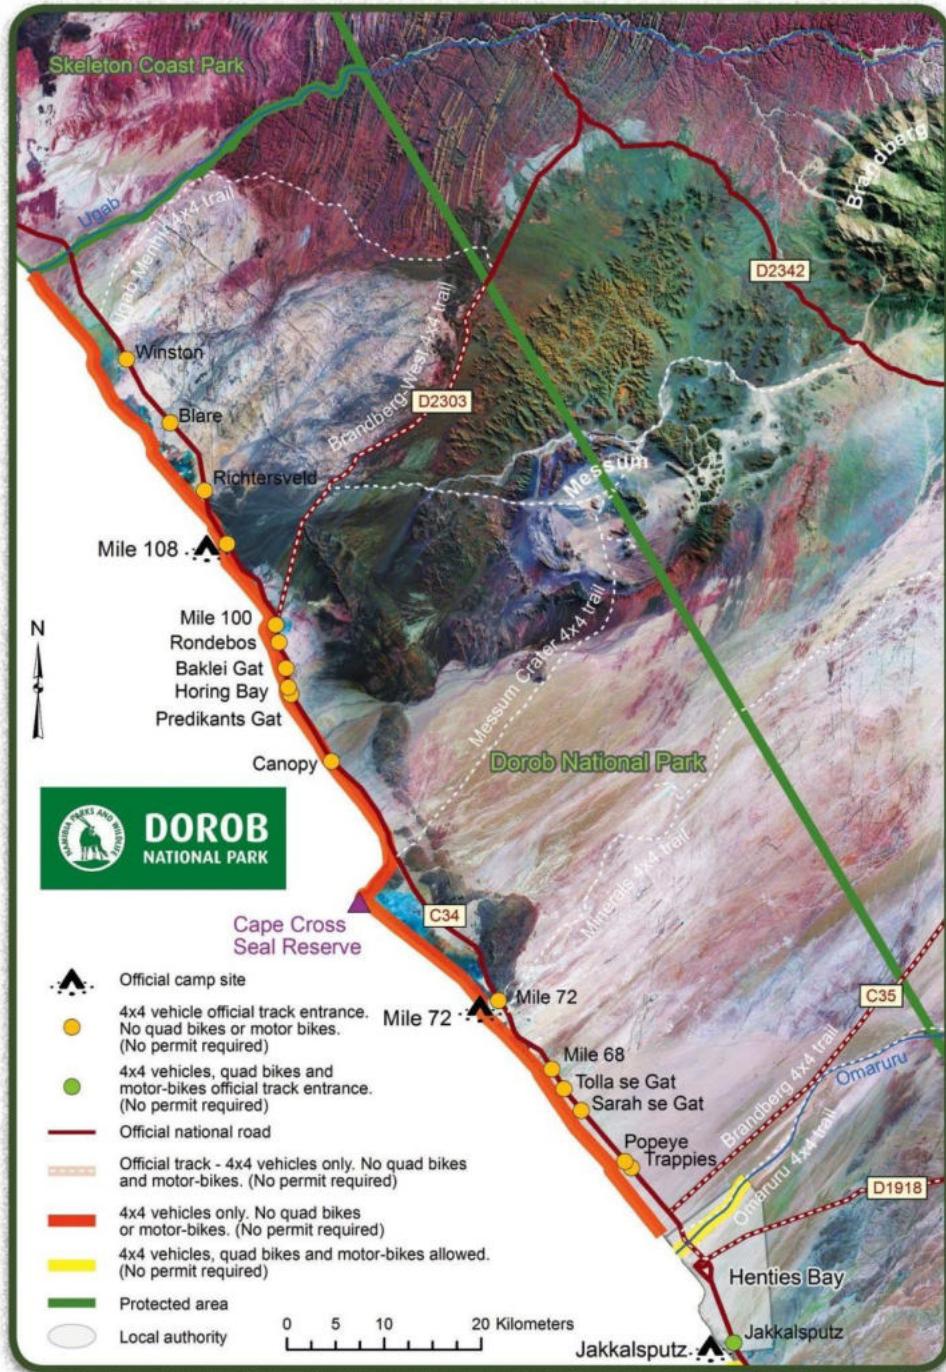 Skeleton Coast Park
Ugab
Ugab Menhir 4x4 trail
Brandberg
D2342
Winston
Brandberg-West 4x4 trail
D2303
Blare
Messum
Richtersveld
Mile 108
Mile 100
Rondebos
Baklei Gat
Horing Bay
Predikants Gat
Messum Crater 4x4 trail
N
Canopy
Dorob National Park
NAMIBIA PARKS AND WILDLIFE
DOROB
NATIONAL PARK
Minerals 4x4 trail
Cape Cross
Seal Reserve
C34
Mile 72
Mile 72
C35
Mile 68
Tolla se Gat
Sarah se Gat
Brandberg 4x4 trail
Omaruru
Popeye
Trappies
Omaruru 4x4 trail
D1918
Henties Bay
Jakkalsputz
Jakkalsputz
Official camp site
4x4 vehicle official track entrance.
No quad bikes or motor bikes.
(No permit required)
4x4 vehicles, quad bikes and
motor-bikes official track entrance.
(No permit required)
Official national road
Official track - 4x4 vehicles only. No quad bikes
and motor-bikes. (No permit required)
4x4 vehicles only. No quad bikes
or motor-bikes. (No permit required)
4x4 vehicles, quad bikes and motor-bikes allowed.
(No permit required)
Protected area
Local authority
0 10 20 Kilometers